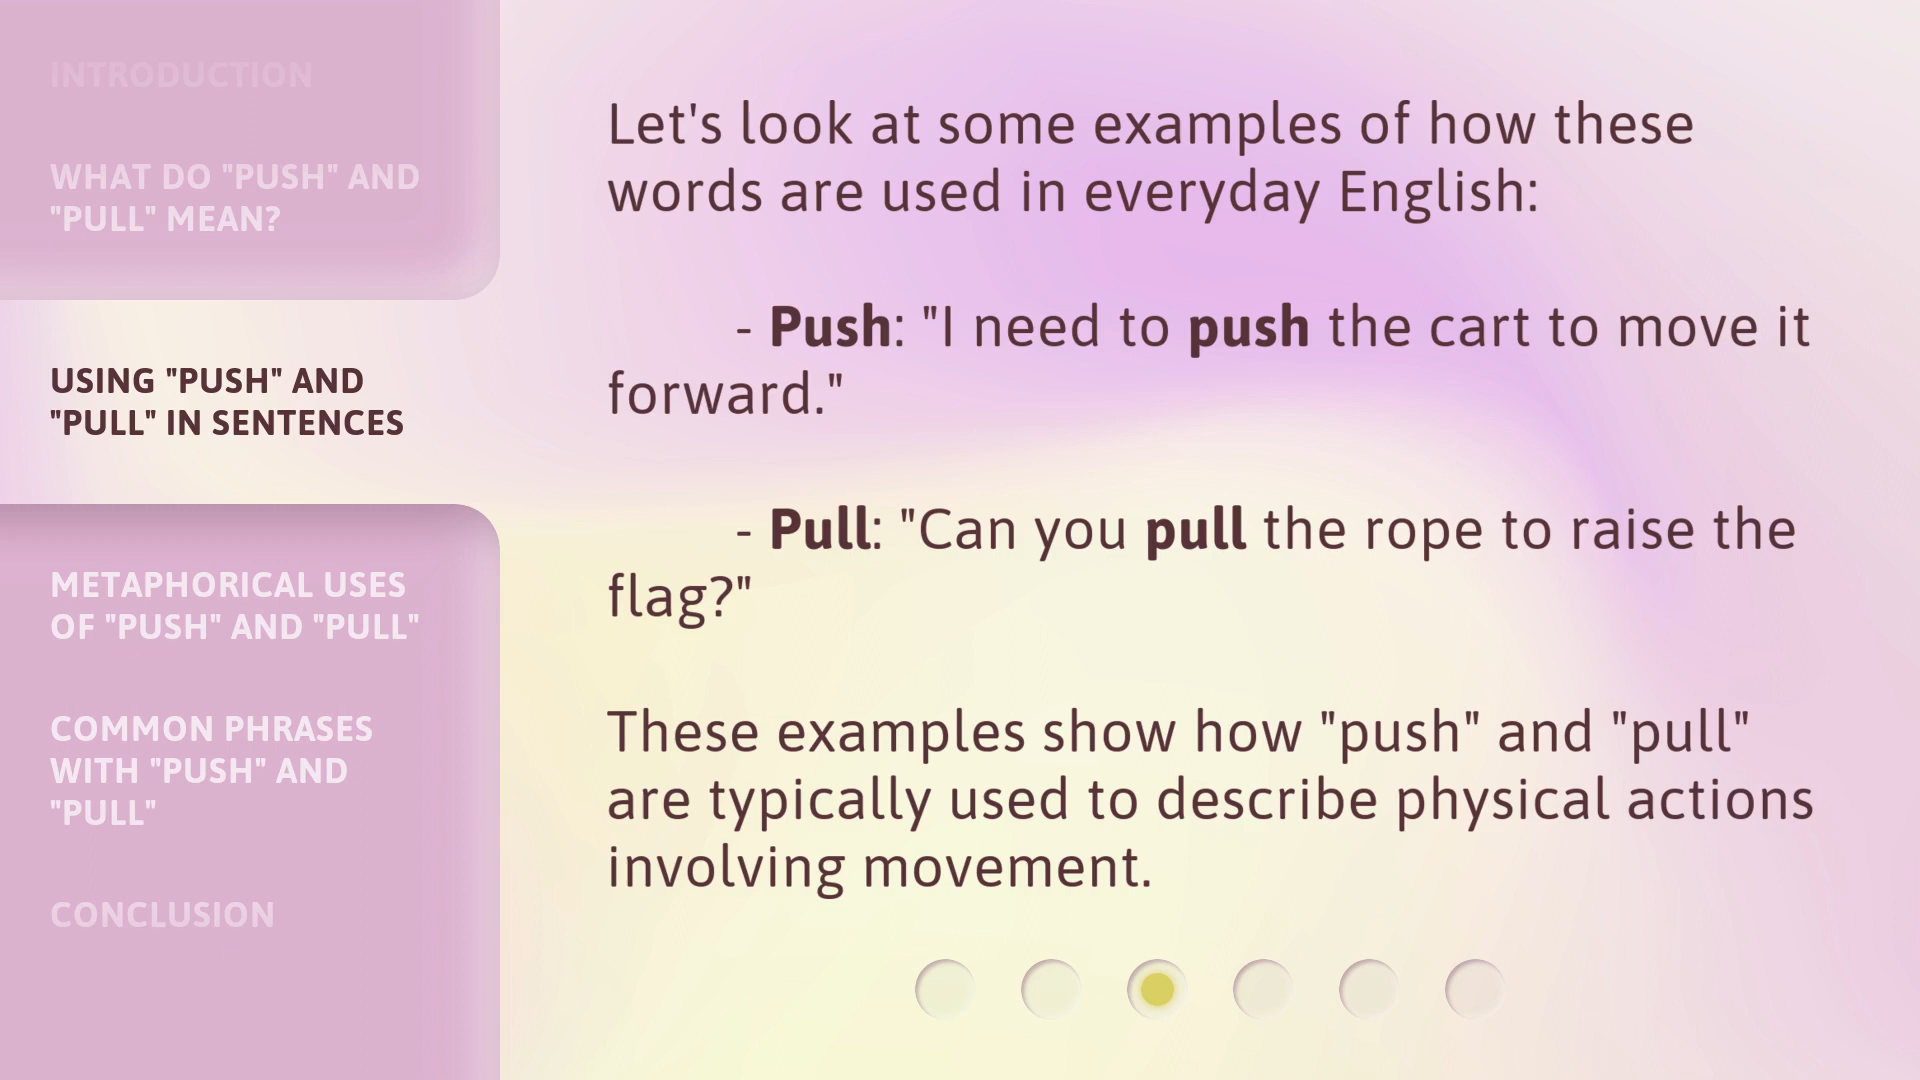 INTRODUCTION
WHAT DO "PUSH" AND
"PULL" MEAN?
USING "PUSH" AND
"PULL" IN SENTENCES
METAPHORICAL USES
OF "PUSH" AND "PULL"
COMMON PHRASES
WITH "PUSH" AND
"PULL"
CONCLUSION
Let's look at some examples of how these
words are used in everyday English:
- Push: "I need to push the cart to move it
forward."
- Pull: "Can you pull the rope to raise the
flag?"
These examples show how "push" and "pull"
are typically used to describe physical actions
involving movement.